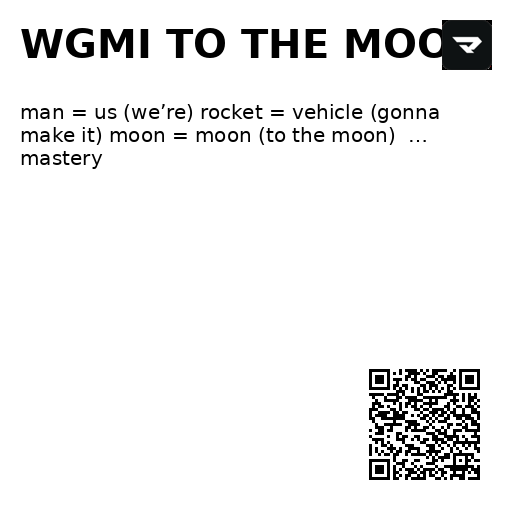 WGMI TO THE MOO
man = us (we’re) rocket = vehicle (gonna
make it) moon = moon (to the moon)  …
mastery